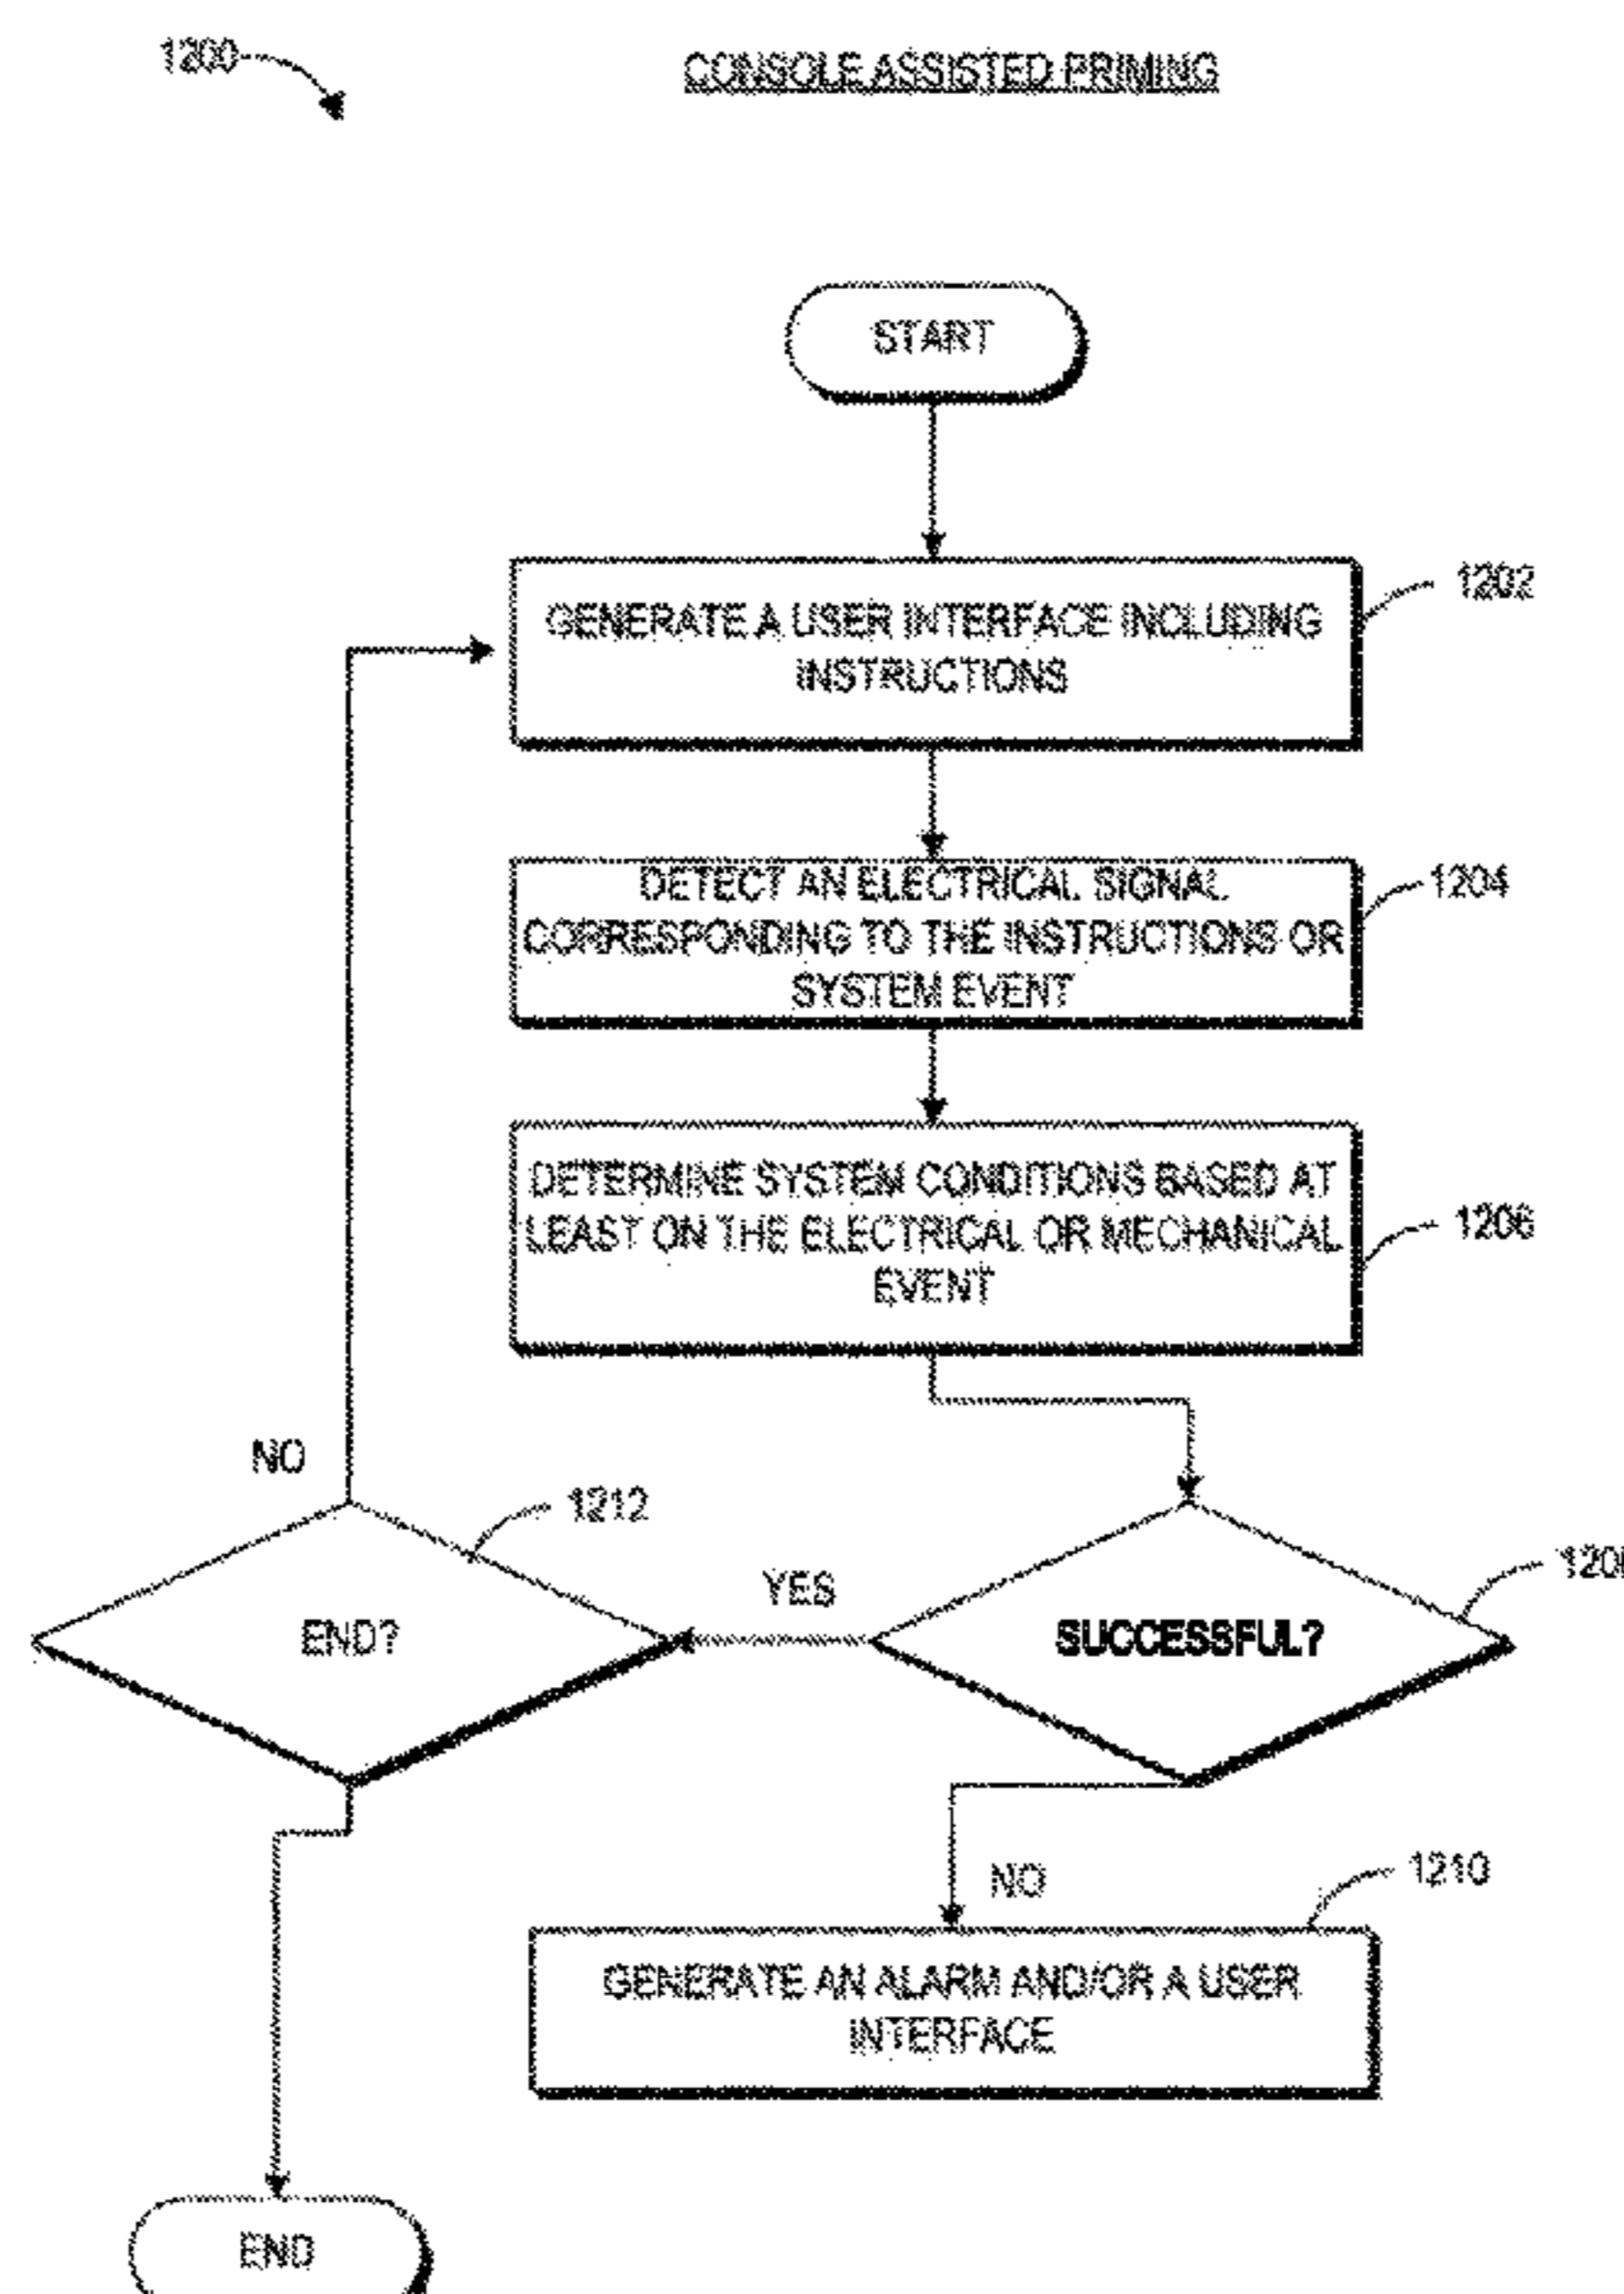 1200
CONSOLE ASSISTED PRIMING
START
1202
GENERATE A USER INTERFACE INCLUDING
INSTRUCTIONS
1204
DETECT AN ELECTRICAL SIGNAL
CORRESPONDING TO THE INSTRUCTIONS OR
SYSTEM EVENT
1206
DETERMINE SYSTEM CONDITIONS BASED AT
LEAST ON THE ELECTRICAL OR MECHANICAL
EVENT
NO
1212
END?
YES
SUCCESSFUL?
NO
1210
GENERATE AN ALARM AND/OR A USER
INTERFACE
END